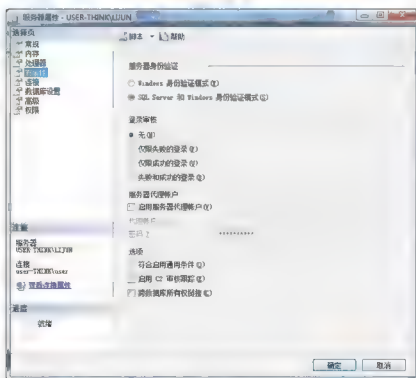 服务器属性 - USER-THINK\LIJUN
选择页
常规
内存
处理器
安全性
连接
数据库设置
高级
权限
脚本
帮助
服务器身份验证
Windows 身份验证模式(W)
SQL Server 和 Windows 身份验证模式(S)
登录审核
无(N)
仅限失败的登录(F)
仅限成功的登录(U)
失败和成功的登录(B)
服务器代理帐户
启用服务器代理帐户(Y)
代理帐户
密码
**********
选项
符合启用通用条件
启用 C2 审核跟踪(2)
跨数据库所有权链接(C)
连接
服务器
USER-THINK\LIJUN
连接
user-THINK\user
查看连接属性
进度
就绪
确定
取消